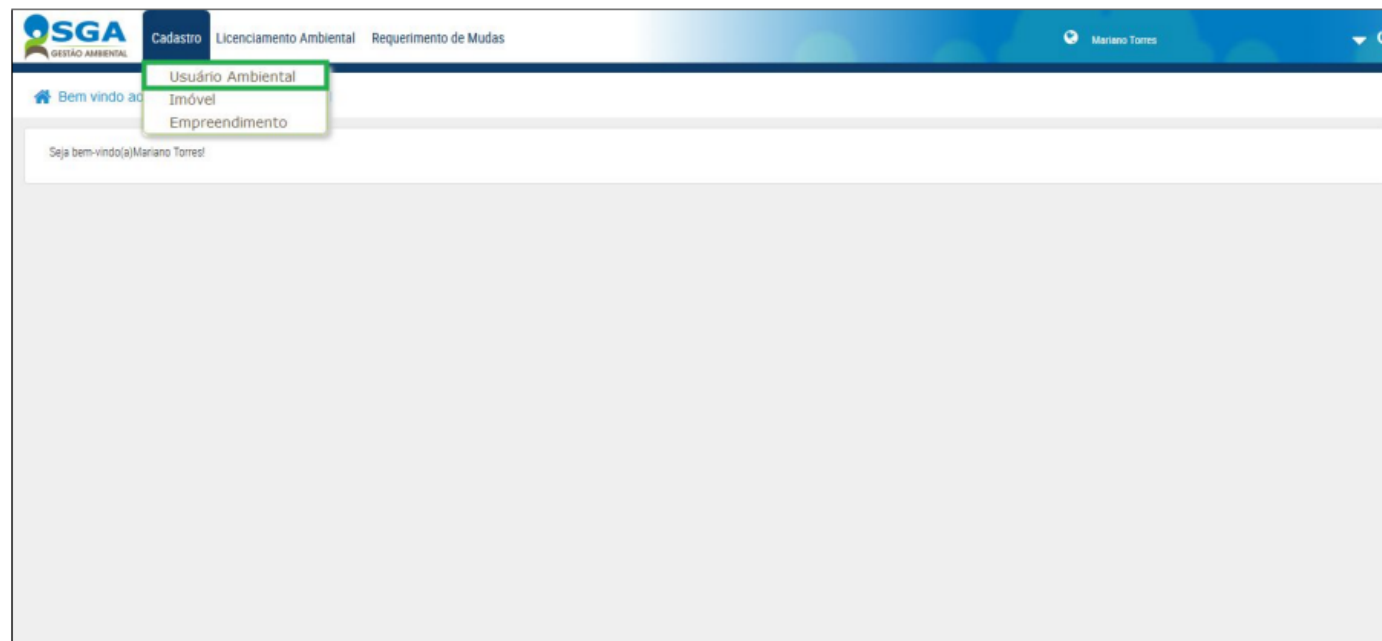 SGA
GESTÃO AMBIENTAL
Cadastro Licenciamento Ambiental Requerimento de Mudas Mariano Torres
Usuário Ambiental
Bem vindo ao
Imóvel
Empreendimento
Seja bem-vindo(a)Mariano Torres!